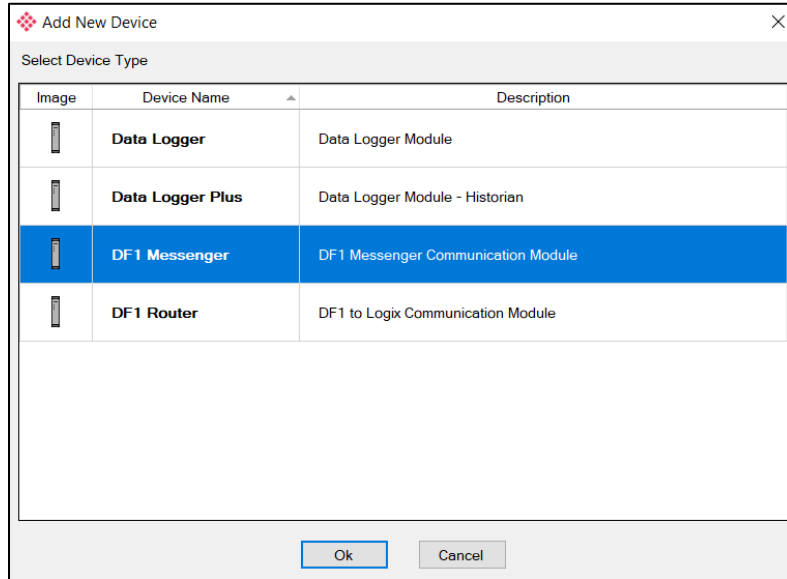 Add New Device
Select Device Type
Image Device Name Description
Data Logger Data Logger Module
Data Logger Plus Data Logger Module - Historian
DF1 Messenger DF1 Messenger Communication Module
DF1 Router DF1 to Logix Communication Module
Ok Cancel